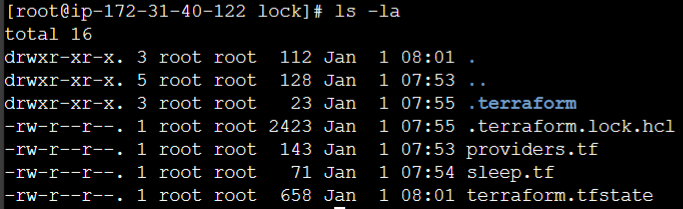 [root@ip-172-31-40-122 lock]# ls -la
total 16
drwxr-xr-x. 3 root root  112 Jan  1 08:01 .
drwxr-xr-x. 5 root root  128 Jan  1 07:53 ..
drwxr-xr-x. 3 root root   23 Jan  1 07:55 .terraform
-rw-r--r--. 1 root root 2423 Jan  1 07:55 .terraform.lock.hcl
-rw-r--r--. 1 root root  143 Jan  1 07:53 providers.tf
-rw-r--r--. 1 root root   71 Jan  1 07:54 sleep.tf
-rw-r--r--. 1 root root  658 Jan  1 08:01 terraform.tfstate